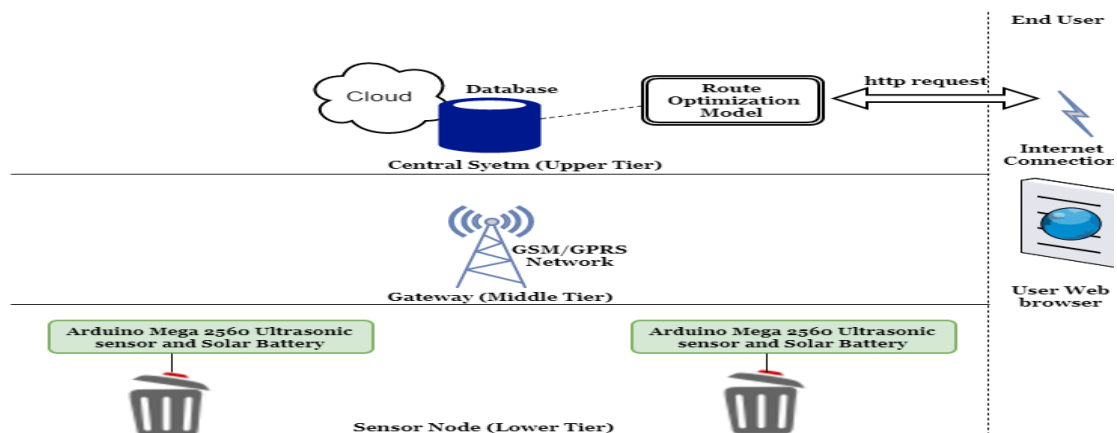 End User
http request
Cloud
Database
Route
Optimization
Model
Internet
Connection
Central Syetm (Upper Tier)
GSM/GPRS
Network
Gateway (Middle Tier)
User Web
browser
Arduino Mega 2560 Ultrasonic
sensor and Solar Battery
Arduino Mega 2560 Ultrasonic
sensor and Solar Battery
Sensor Node (Lower Tier)